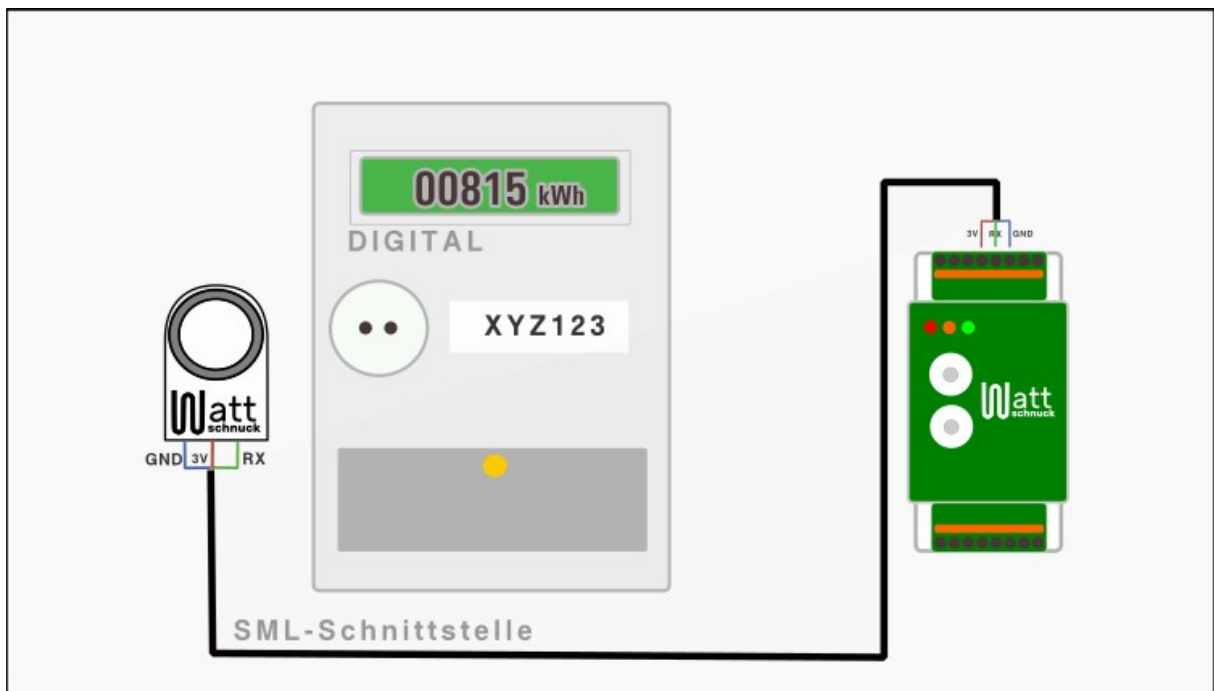 00815 kWh
DIGITAL
XYZ123
Watt
schnuck
GND 3V RX
SML-Schnittstelle
3V RX GND
Watt
schnuck